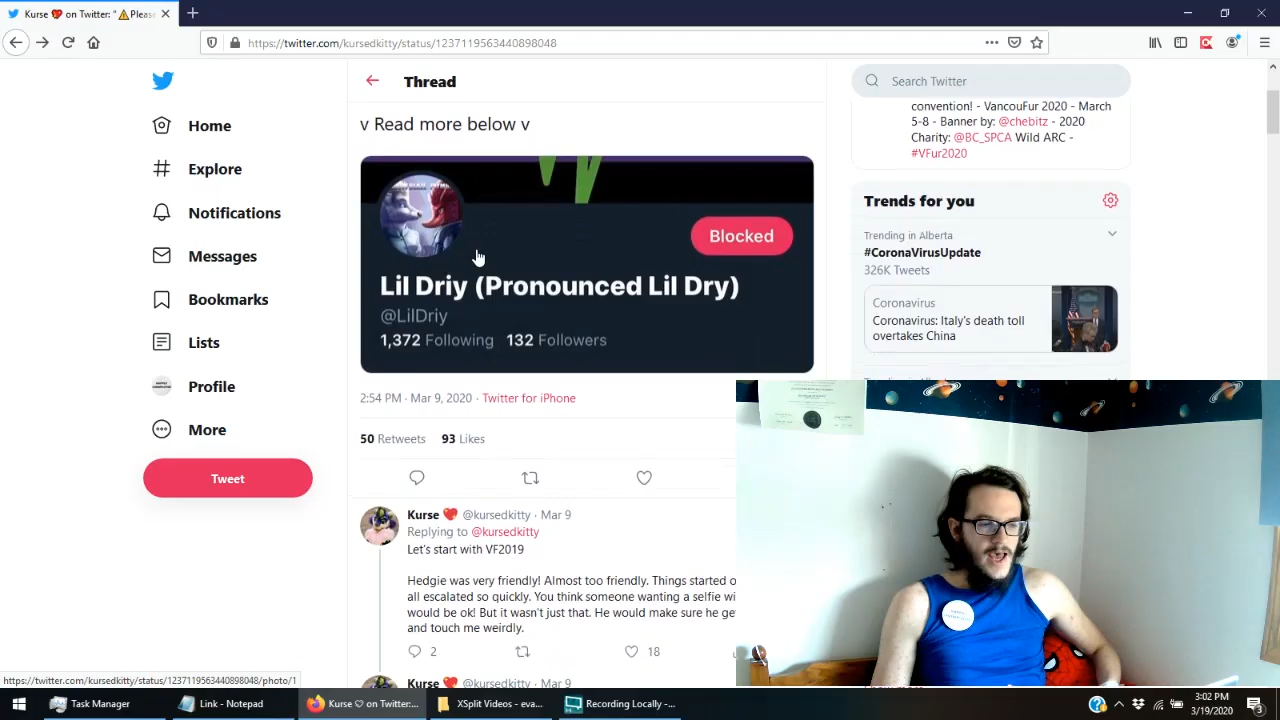 Kurse ❤ on Twitter: "⚠Please
https://twitter.com/kursedkitty/status/1237119563440898048
Home
Explore
Notifications
Messages
Bookmarks
Lists
Profile
More
Tweet
Thread
v Read more below v
Blocked
Lil Driy (Pronounced Lil Dry)
@LilDriy
1,372 Following 132 Followers
2:54 PM · Mar 9, 2020 · Twitter for iPhone
50 Retweets 93 Likes
Kurse ❤ @kursedkitty · Mar 9
Replying to @kursedkitty
Let's start with VF2019
Hedgie was very friendly! Almost too friendly. Things started o
all escalated so quickly. You think someone wanting a selfie wi
would be ok! But it wasn't just that. He would make sure he ge
and touch me weirdly.
2 18
Kurse ❤ @kursedkitty · Mar 9
Search Twitter
convention! - VancouFur 2020 - March
5-8 - Banner by: @chebitz - 2020
Charity: @BC_SPCA Wild ARC -
#VFur2020
Trends for you
Trending in Alberta
#CoronaVirusUpdate
326K Tweets
Coronavirus
Coronavirus: Italy's death toll
overtakes China
https://twitter.com/kursedkitty/status/1237119563440898048/photo/1
Task Manager
Link - Notepad
Kurse ♡ on Twitter:...
XSplit Videos - eva...
Recording Locally -...
3:02 PM
3/19/2020